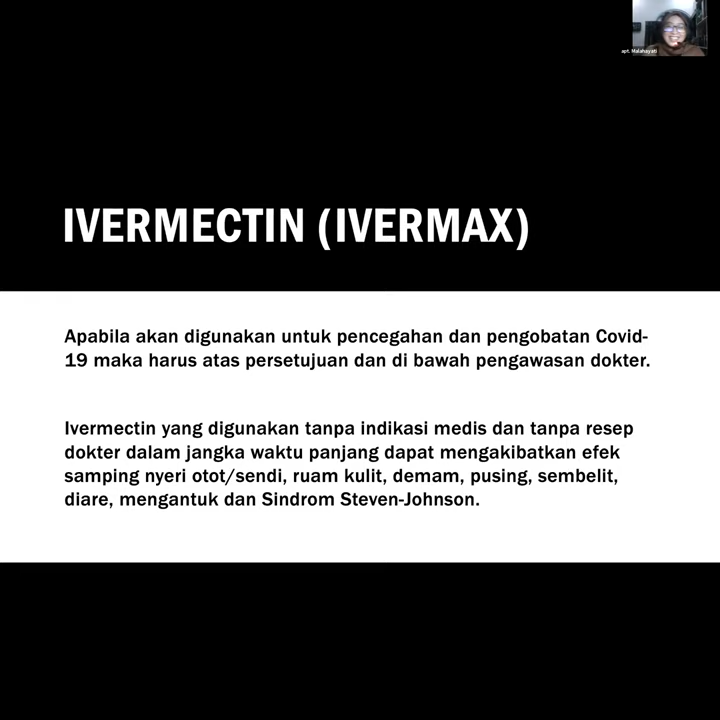 apt. Malahayati
IVERMECTIN (IVERMAX)
Apabila akan digunakan untuk pencegahan dan pengobatan Covid-
19 maka harus atas persetujuan dan di bawah pengawasan dokter.
Ivermectin yang digunakan tanpa indikasi medis dan tanpa resep
dokter dalam jangka waktu panjang dapat mengakibatkan efek
samping nyeri otot/sendi, ruam kulit, demam, pusing, sembelit,
diare, mengantuk dan Sindrom Steven-Johnson.